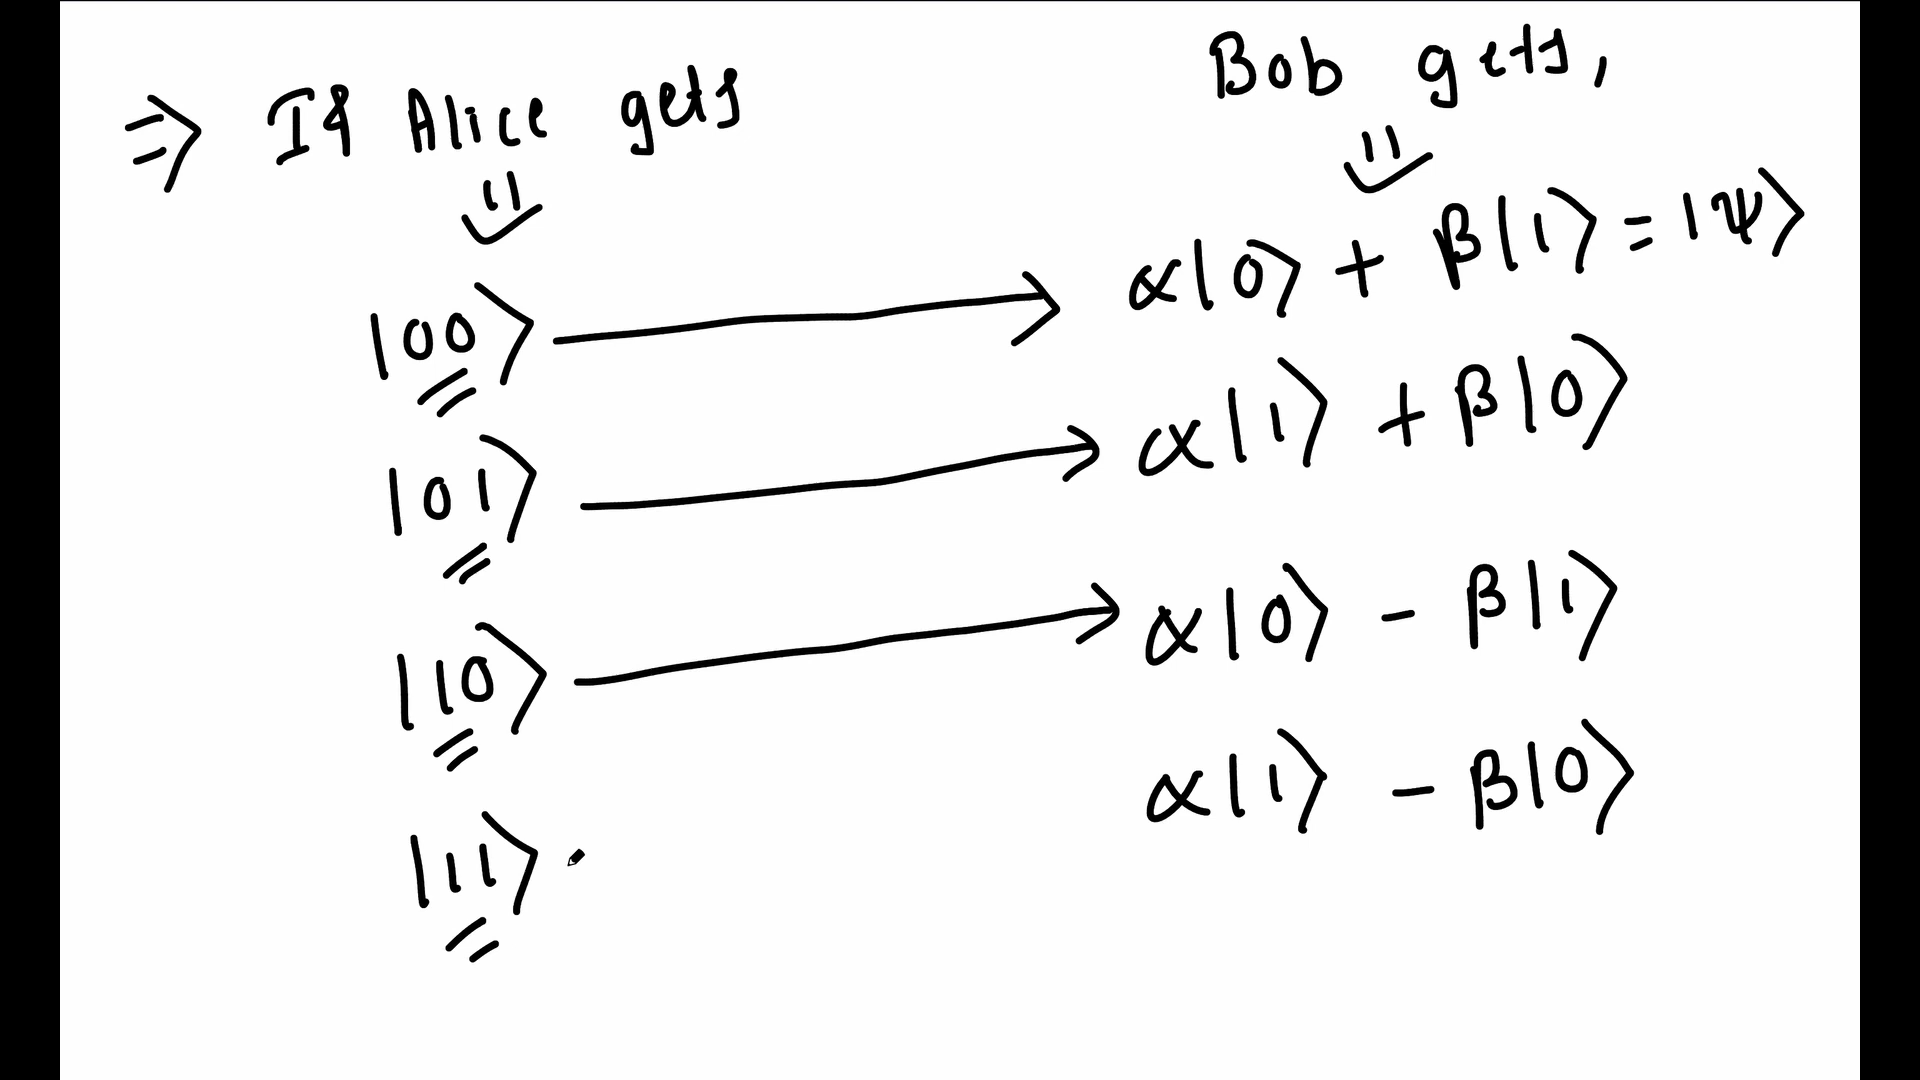 ⇒ If Alice gets Bob gets,
|00⟩ → α|0⟩ + β|1⟩ = |ψ⟩
|01⟩ → α|1⟩ + β|0⟩
|10⟩ → α|0⟩ - β|1⟩
|11⟩ α|1⟩ - β|0⟩